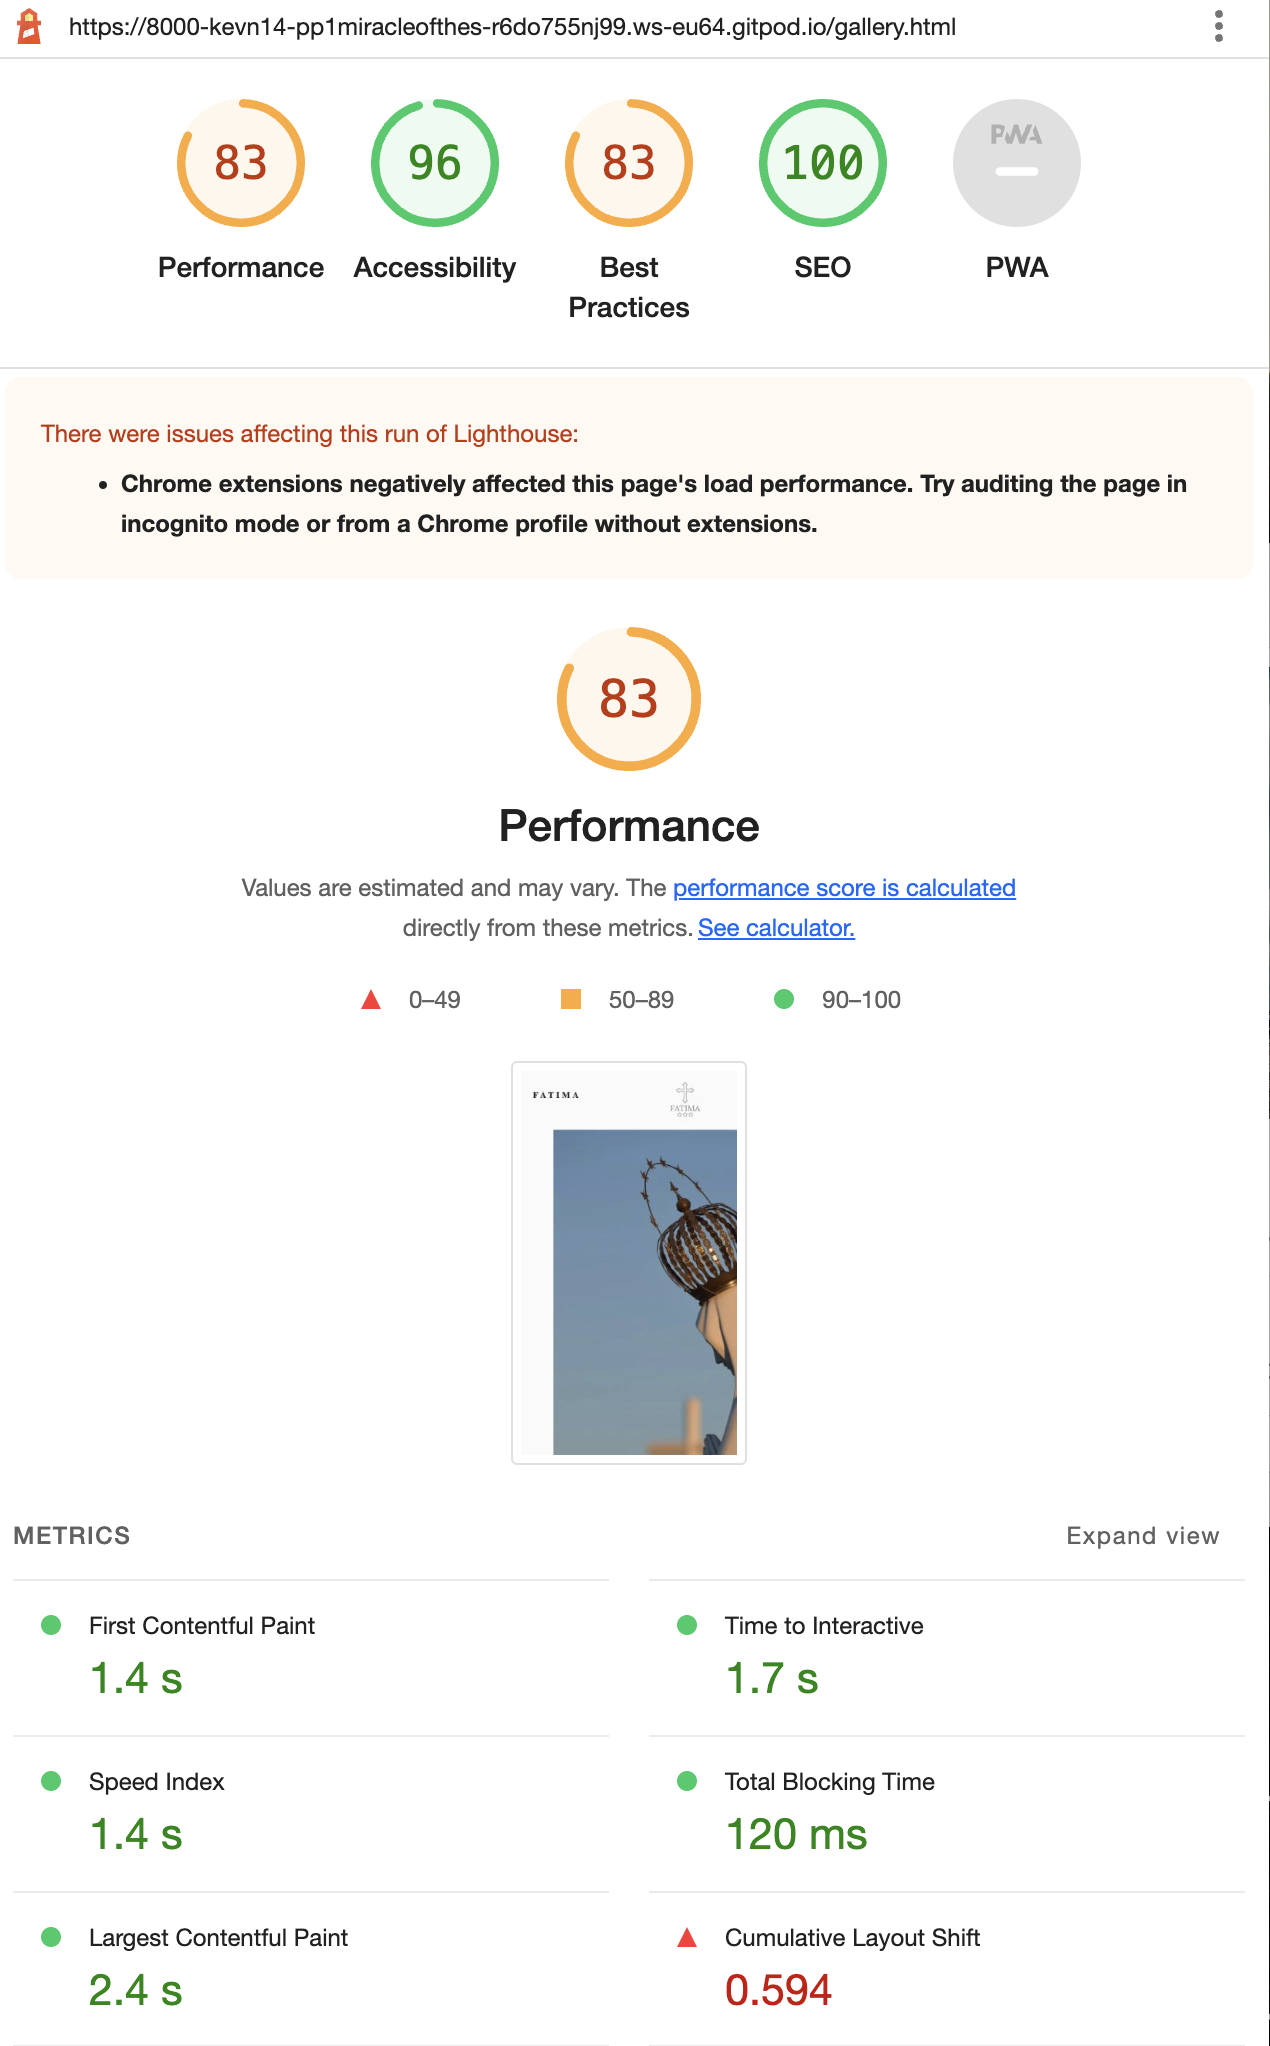 https://8000-kevn14-pp1miracleofthes-r6do755nj99.ws-eu64.gitpod.io/gallery.html
83
96
83
100
PWA
Performance
Accessibility
Best
Practices
SEO
PWA
There were issues affecting this run of Lighthouse:
• Chrome extensions negatively affected this page's load performance. Try auditing the page in
incognito mode or from a Chrome profile without extensions.
83
Performance
Values are estimated and may vary. The performance score is calculated
directly from these metrics. See calculator.
0–49
50–89
90–100
FATIMA
FATIMA
METRICS
Expand view
First Contentful Paint
1.4 s
Time to Interactive
1.7 s
Speed Index
1.4 s
Total Blocking Time
120 ms
Largest Contentful Paint
2.4 s
Cumulative Layout Shift
0.594